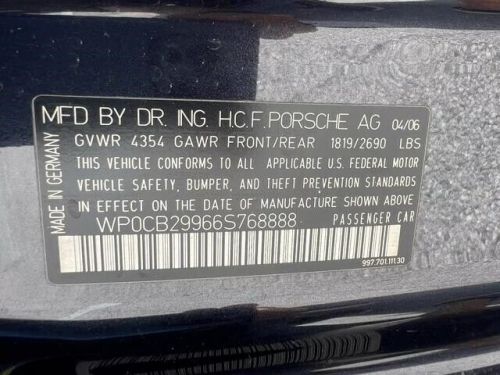 MFD BY DR. ING. H.C.F. PORSCHE AG 04/06
GVWR 4354 GAWR FRONT/REAR 1819/2690 LBS
THIS VEHICLE CONFORMS TO ALL APPLICABLE U.S. FEDERAL MOTOR
VEHICLE SAFETY, BUMPER, AND THEFT PREVENTION STANDARDS
IN EFFECT ON THE DATE OF MANUFACTURE SHOWN ABOVE
WP0CB29966S768888 PASSENGER CAR
997.701.111.30
MADE IN GERMANY